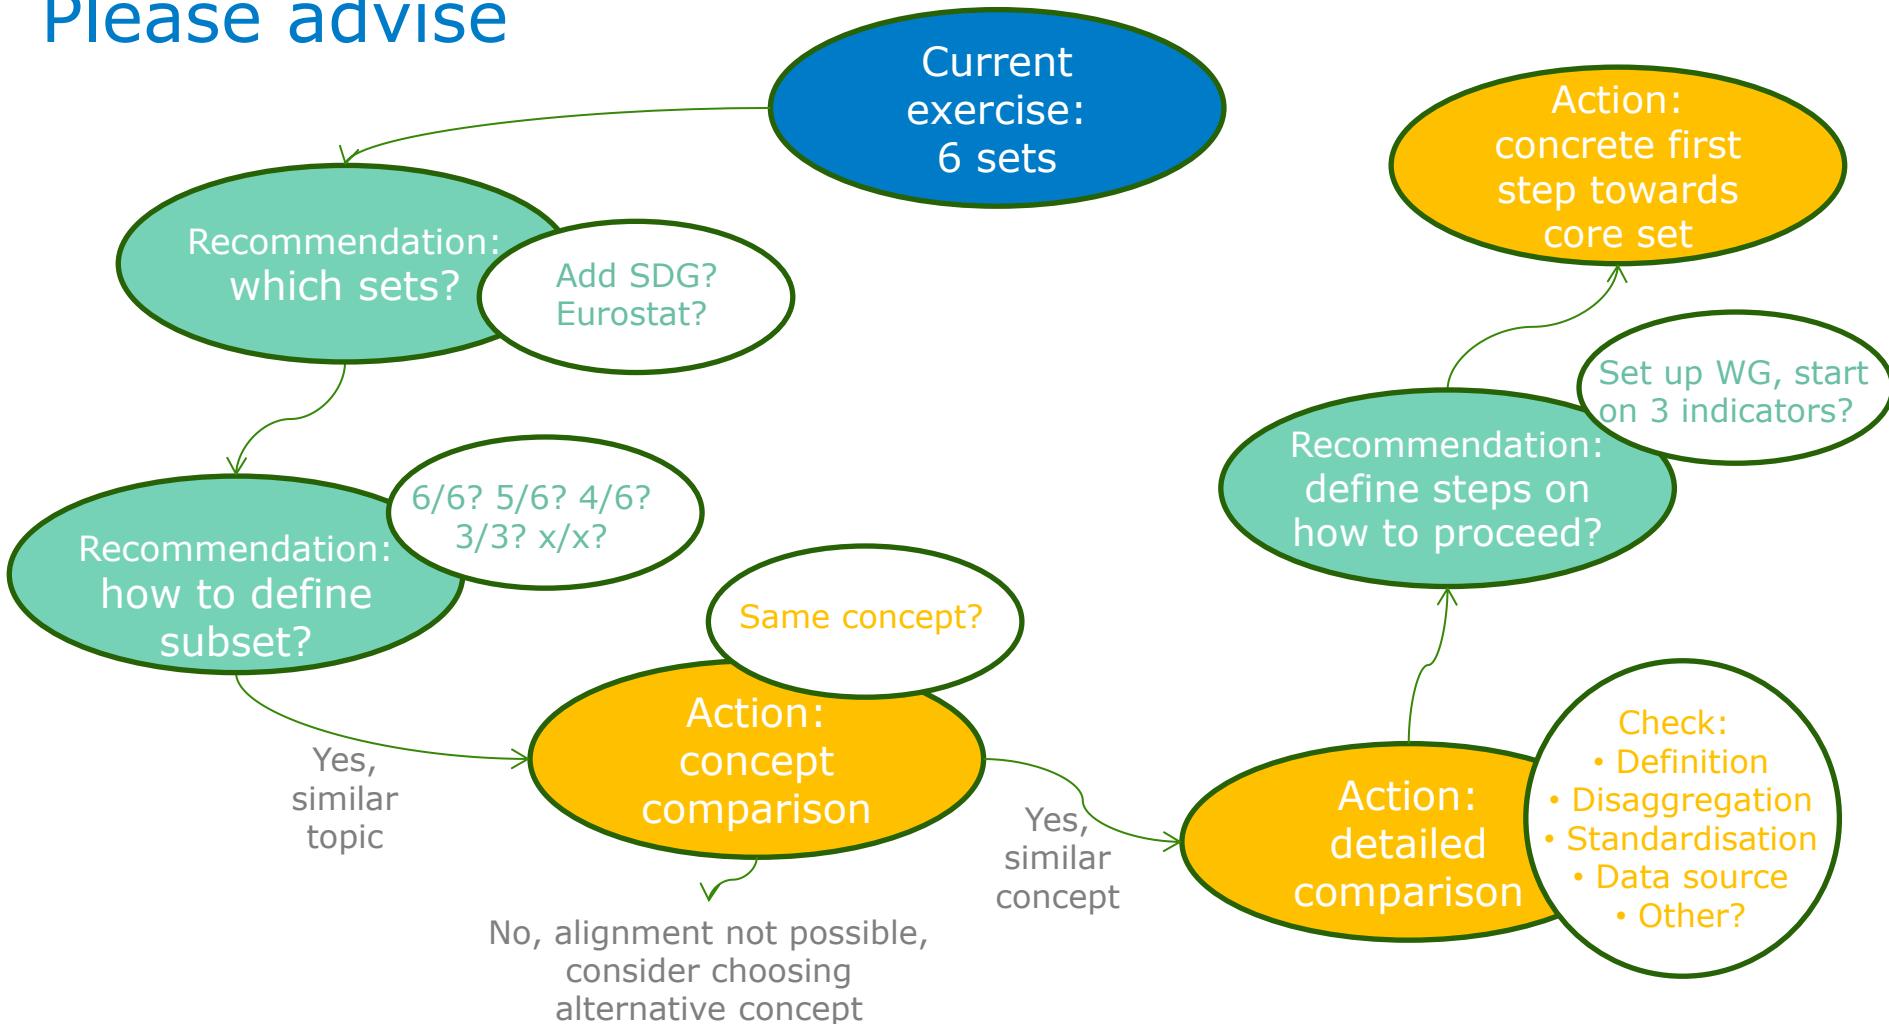 Please advise
Current
exercise:
6 sets
Recommendation:
which sets?
Add SDG?
Eurostat?
Recommendation:
how to define
subset?
6/6? 5/6? 4/6?
3/3? x/x?
Yes,
similar
topic
Same concept?
Action:
concept
comparison
No, alignment not possible,
consider choosing
alternative concept
Yes,
similar
concept
Action:
detailed
comparison
Check:
• Definition
• Disaggregation
• Standardisation
• Data source
• Other?
Recommendation:
define steps on
how to proceed?
Set up WG, start
on 3 indicators?
Action:
concrete first
step towards
core set